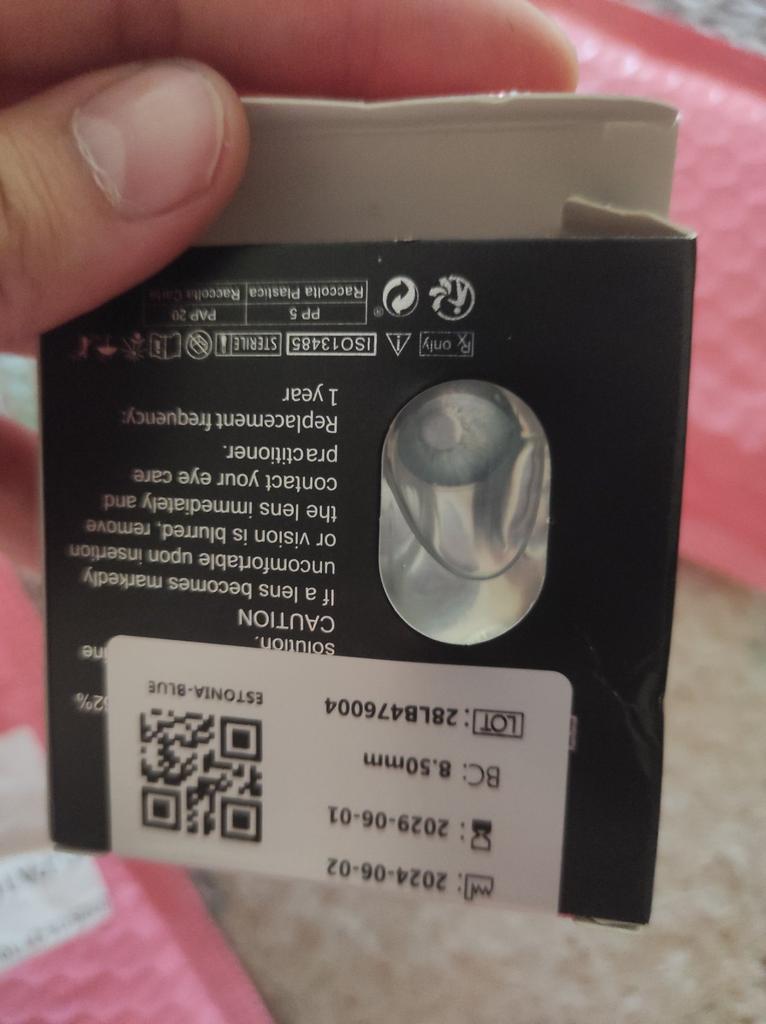 : 2024-06-02
: 2029-06-01
BC: 8.50mm
LOT : 28LB476004
ESTONIA-BLUE
solution.
CAUTION
If a lens becomes markedly
uncomfortable upon insertion
or vision is blurred, remove
the lens immediately and
contact your eye care
practitioner.
Replacement frequency:
1 year
Rx only ISO13485 STERILE
PP 5 PAP 20
Raccolta Plastica Raccolta Carta